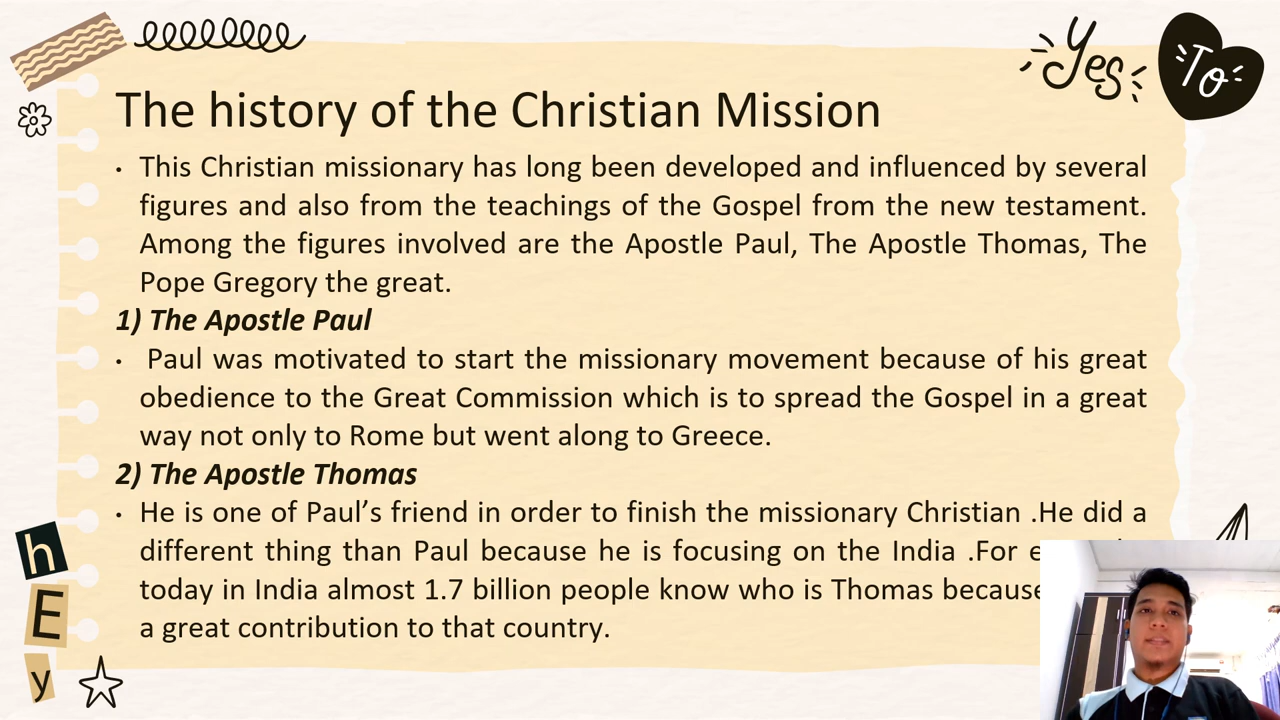 Yes
To
The history of the Christian Mission
• This Christian missionary has long been developed and influenced by several
figures and also from the teachings of the Gospel from the new testament.
Among the figures involved are the Apostle Paul, The Apostle Thomas, The
Pope Gregory the great.
1) The Apostle Paul
• Paul was motivated to start the missionary movement because of his great
obedience to the Great Commission which is to spread the Gospel in a great
way not only to Rome but went along to Greece.
2) The Apostle Thomas
• He is one of Paul’s friend in order to finish the missionary Christian .He did a
different thing than Paul because he is focusing on the India .For
today in India almost 1.7 billion people know who is Thomas because
a great contribution to that country.
h
E
y